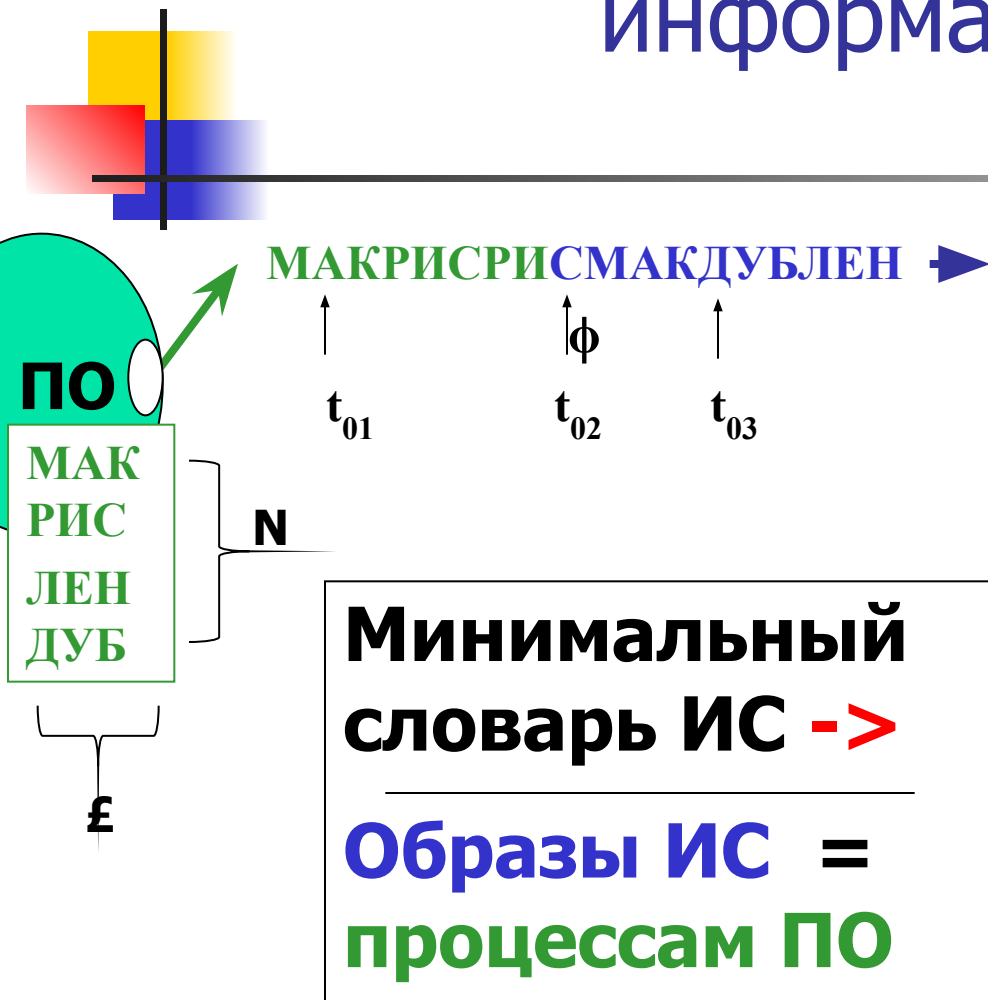 информа
МАКРИСРИСМАКДУБЛЕН
ф
t01 t02 t03
ПО
МАК
РИС
ЛЕН
ДУБ
N
£
Минимальный
словарь ИС ->
Образы ИС =
процессам ПО